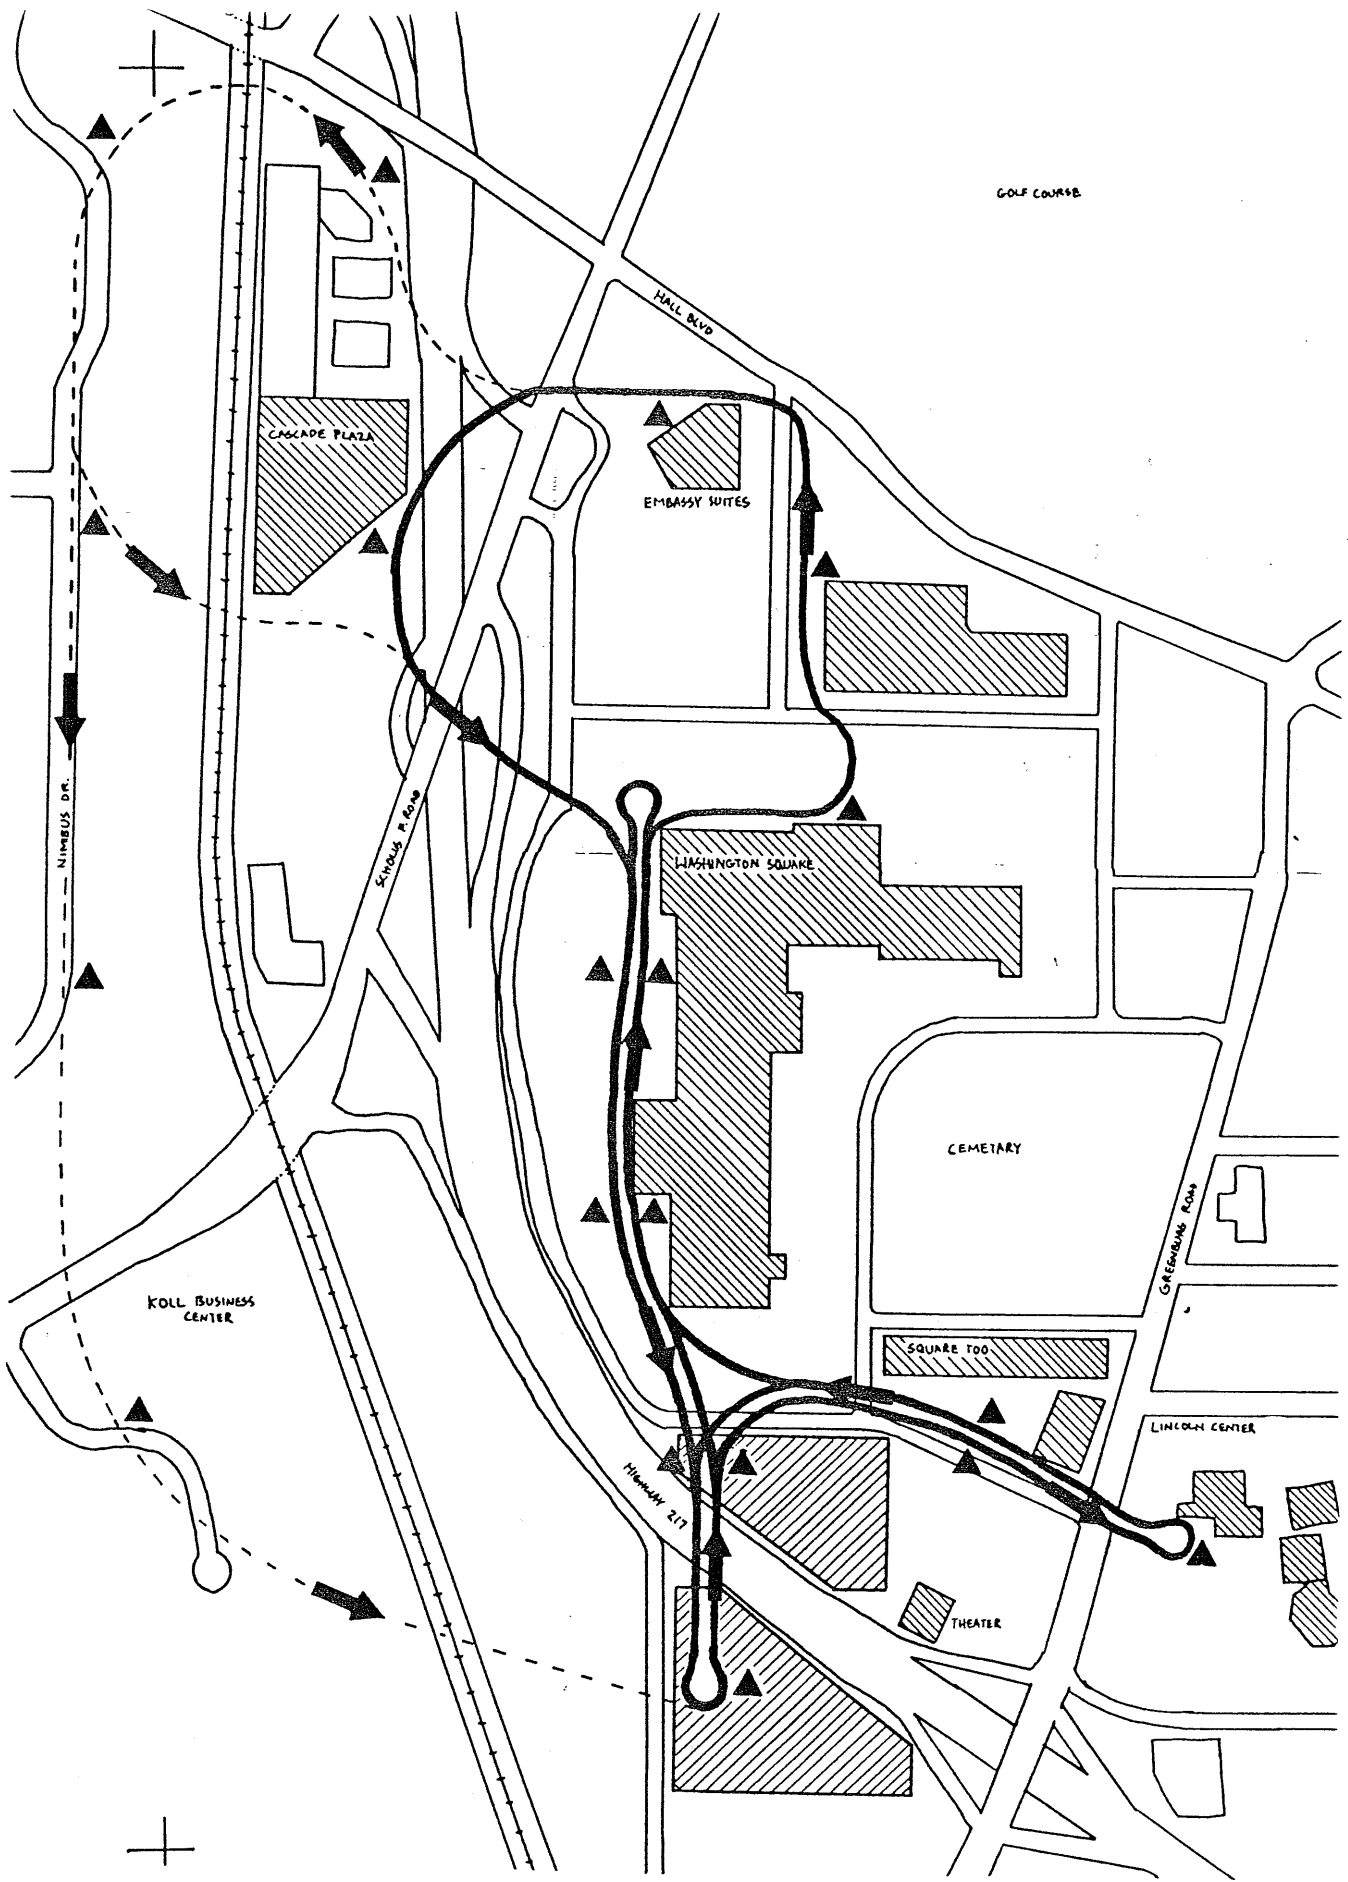 GOLF COURSE
HALL BLVD
CASCADE PLAZA
EMBASSY SUITES
NIMBUS DR.
SCHOLLS F. ROAD
WASHINGTON SQUARE
CEMETARY
GREENBURG ROAD
KOLL BUSINESS
CENTER
SQUARE TOO
LINCOLN CENTER
HIGHWAY 217
THEATER